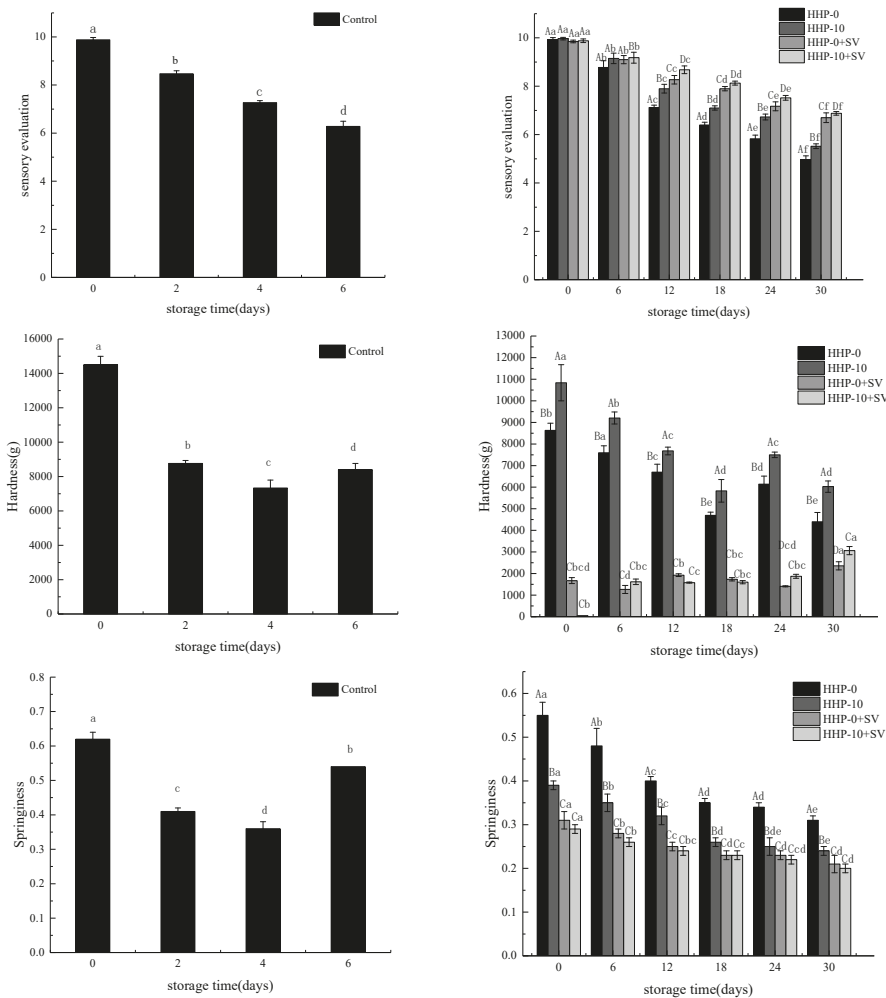 Control
10
8
6
4
2
0
sensory evaluation
a
b
c
d
0 2 4 6
storage time(days)
HHP-0
HHP-10
HHP-0+SV
HHP-10+SV
10
8
6
4
2
0
sensory evaluation
Aa Aa Aa Aa
Ab Ab Ab Bb
Ac Bc Cc Dc
Ad Bd Cd Dd
Ae Be Ce De
Af Bf Cf Df
0 6 12 18 24 30
storage time(days)
Control
16000
14000
12000
10000
8000
6000
4000
2000
0
Hardness(g)
a
b
c
d
0 2 4 6
storage time(days)
HHP-0
HHP-10
HHP-0+SV
HHP-10+SV
13000
12000
11000
10000
9000
8000
7000
6000
5000
4000
3000
2000
1000
0
Hardness(g)
Bb Aa Cbcd Cb
Ba Ab Cd Cbc
Bc Ac Cb Cc
Be Ad Cbc Cbc
Bd Ac Dcd Cbc
Be Ad Da Ca
0 6 12 18 24 30
storage time(days)
Control
0.8
0.7
0.6
0.5
0.4
0.3
0.2
0.1
0.0
Springiness
a
c
d
b
0 2 4 6
storage time(days)
HHP-0
HHP-10
HHP-0+SV
HHP-10+SV
0.6
0.5
0.4
0.3
0.2
0.1
0.0
Springiness
Aa Ba Ca Ca
Ab Bb Cb Cb
Ac Bc Cc Cbc
Ad Bd Cd Cc
Ad Bde Cd Ccd
Ae Be Cd Cd
0 6 12 18 24 30
storage time(days)